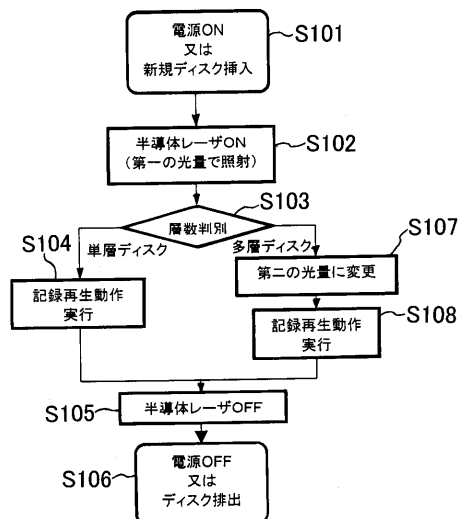 電源ON
又は
新規ディスク挿入
S101
半導体レーザON
(第一の光量で照射)
S102
S103
層数判別
S104
単層ディスク
多層ディスク
S107
記録再生動作
実行
第二の光量に変更
記録再生動作
実行
S108
S105
半導体レーザOFF
S106
電源OFF
又は
ディスク排出